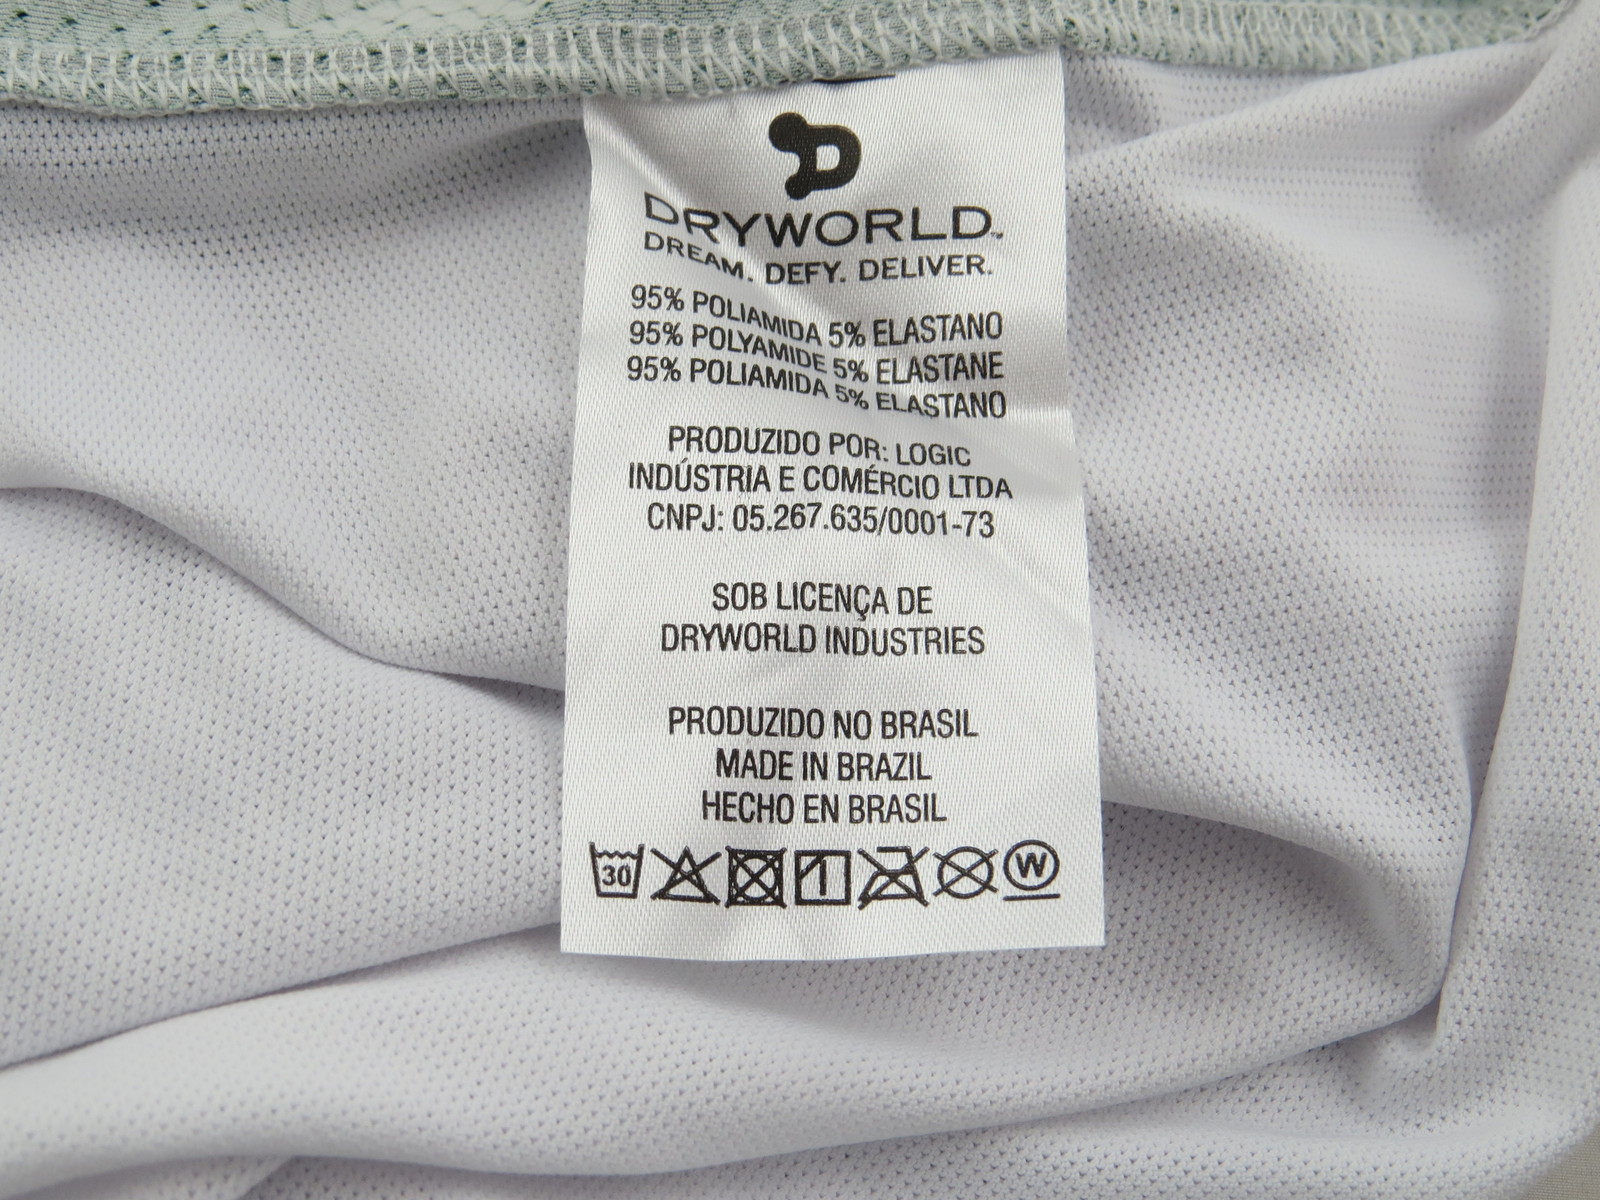 DRYWORLD.
DREAM. DEFY. DELIVER.
95% POLIAMIDA 5% ELASTANO
95% POLYAMIDE 5% ELASTANE
95% POLIAMIDA 5% ELASTANO
PRODUZIDO POR: LOGIC
INDÚSTRIA E COMÉRCIO LTDA
CNPJ: 05.267.635/0001-73
SOB LICENÇA DE
DRYWORLD INDUSTRIES
PRODUZIDO NO BRASIL
MADE IN BRAZIL
HECHO EN BRASIL
30 W